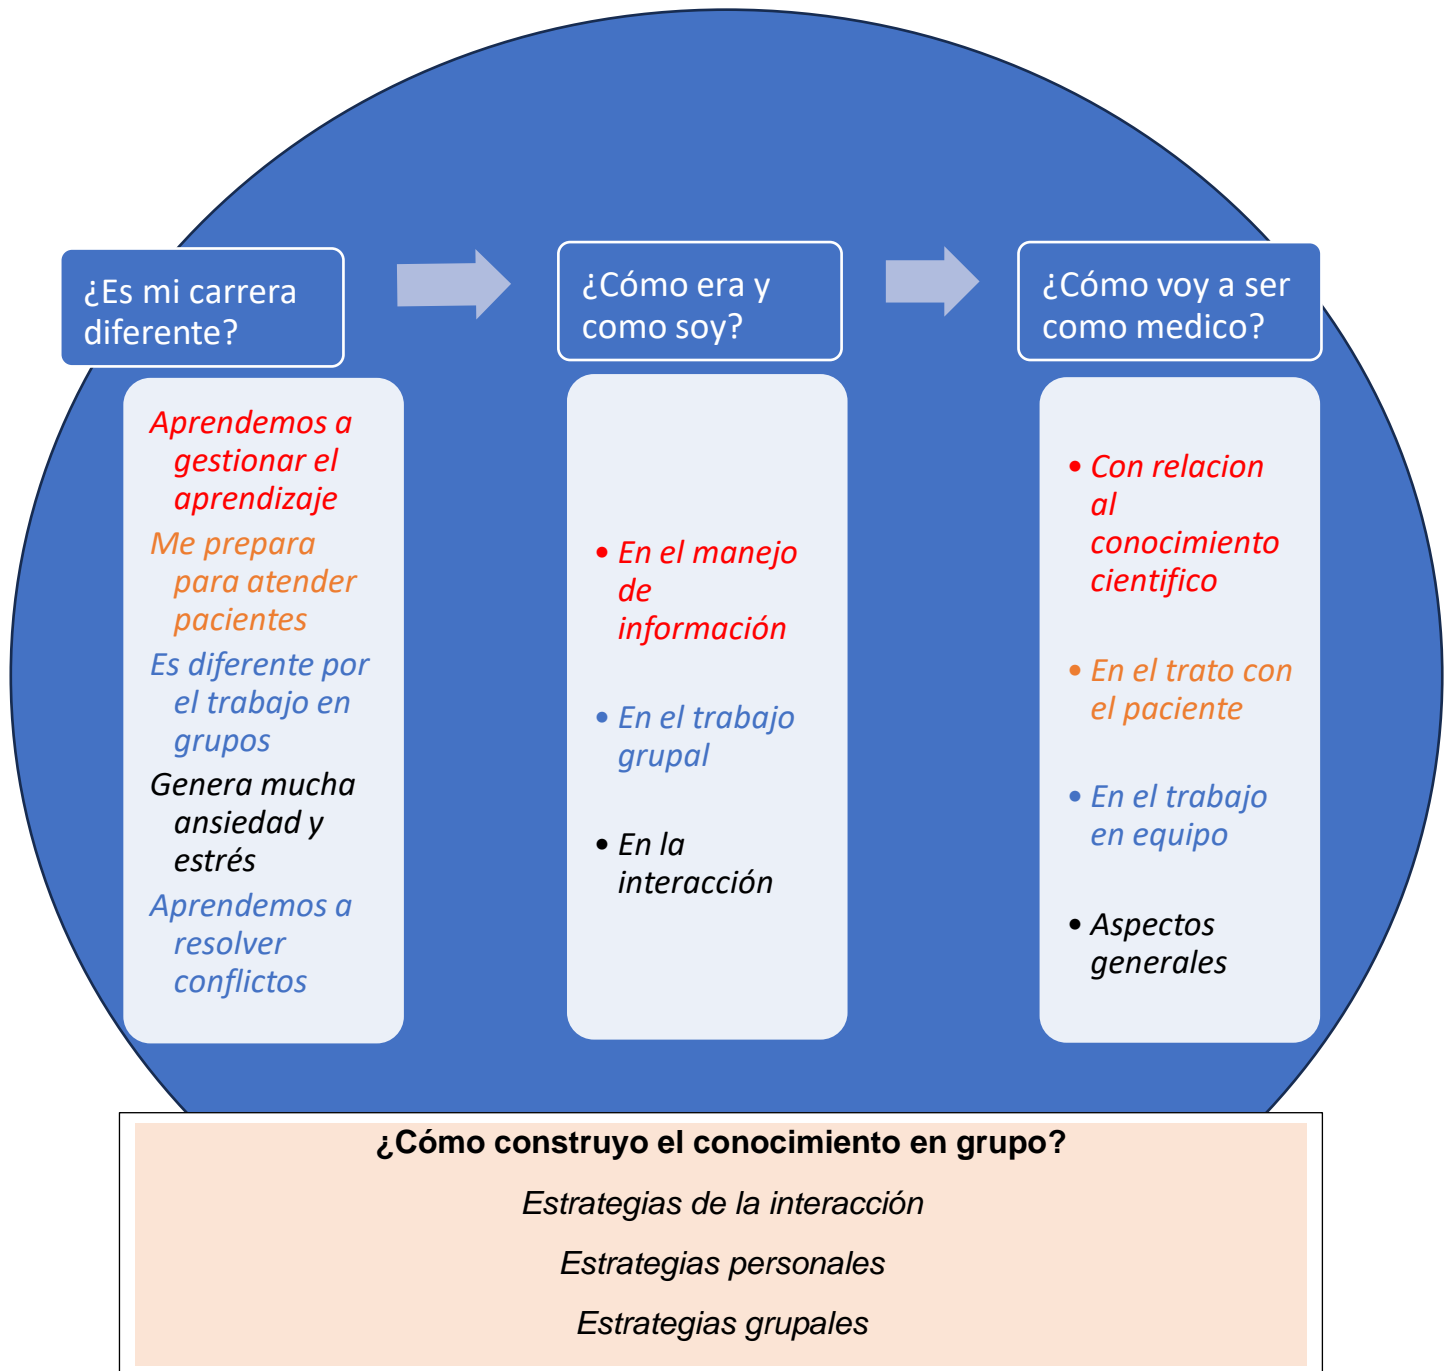 ¿Es mi carrera
diferente?
Aprendemos a
gestionar el
aprendizaje
Me prepara
para atender
pacientes
Es diferente por
el trabajo en
grupos
Genera mucha
ansiedad y
estrés
Aprendemos a
resolver
conflictos
¿Cómo era y
como soy?
• En el manejo
de
información
• En el trabajo
grupal
• En la
interacción
¿Cómo voy a ser
como medico?
• Con relacion
al
conocimiento
cientifico
• En el trato con
el paciente
• En el trabajo
en equipo
• Aspectos
generales
¿Cómo construyo el conocimiento en grupo?
Estrategias de la interacción
Estrategias personales
Estrategias grupales